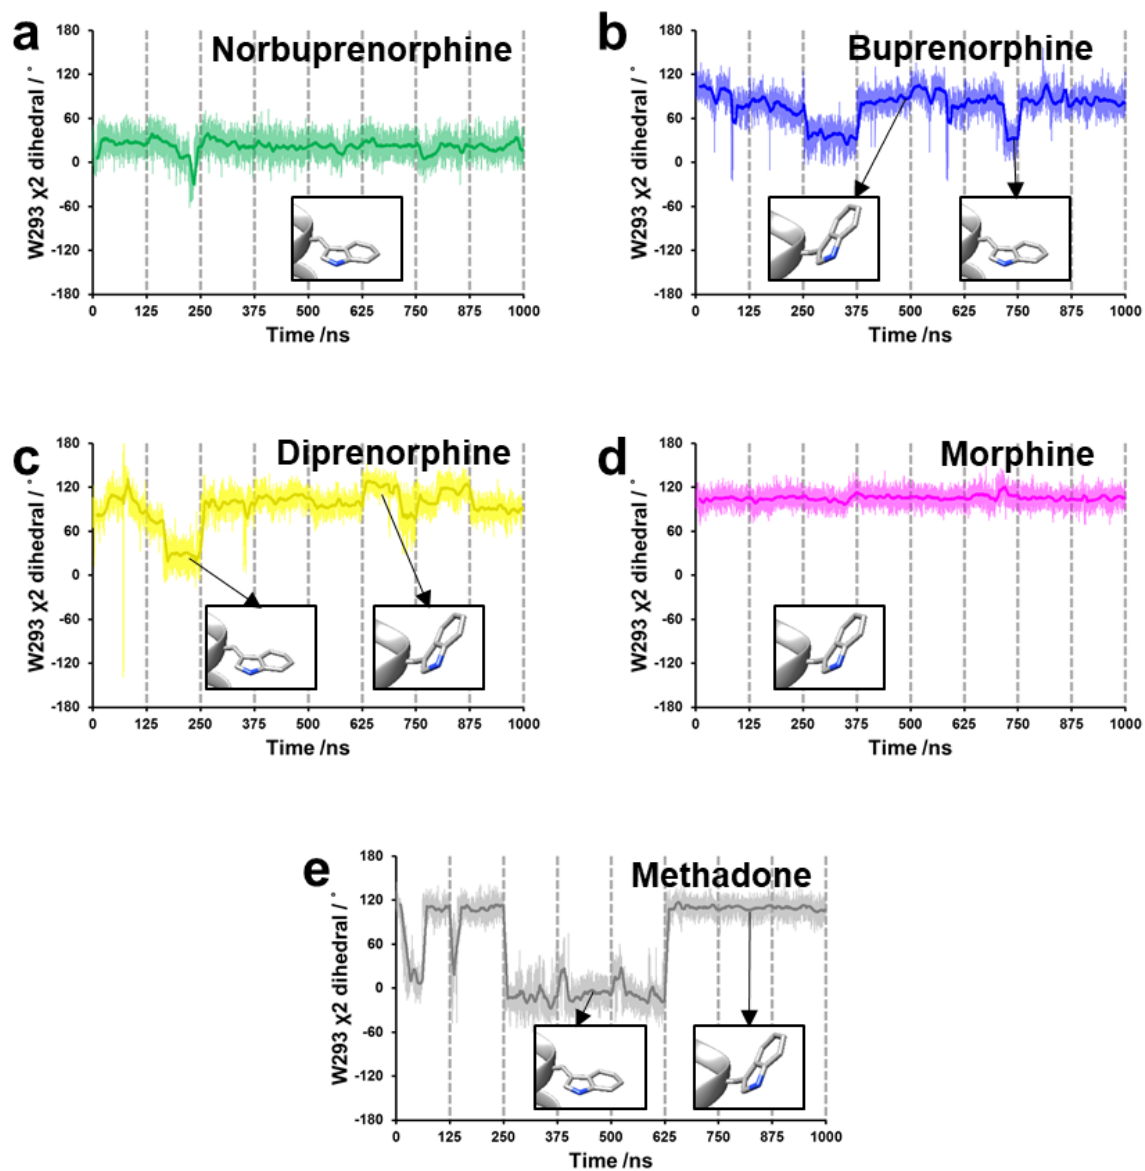 a
Norbuprenorphine
W293 χ2 dihedral / °
180
120
60
0
-60
-120
-180
0 125 250 375 500 625 750 875 1000
Time /ns
b
Buprenorphine
W293 χ2 dihedral / °
180
120
60
0
-60
-120
-180
0 125 250 375 500 625 750 875 1000
Time /ns
c
Diprenorphine
W293 χ2 dihedral / °
180
120
60
0
-60
-120
-180
0 125 250 375 500 625 750 875 1000
Time /ns
d
Morphine
W293 χ2 dihedral / °
180
120
60
0
-60
-120
-180
0 125 250 375 500 625 750 875 1000
Time /ns
e
Methadone
W293 χ2 dihedral / °
180
120
60
0
-60
-120
-180
0 125 250 375 500 625 750 875 1000
Time /ns